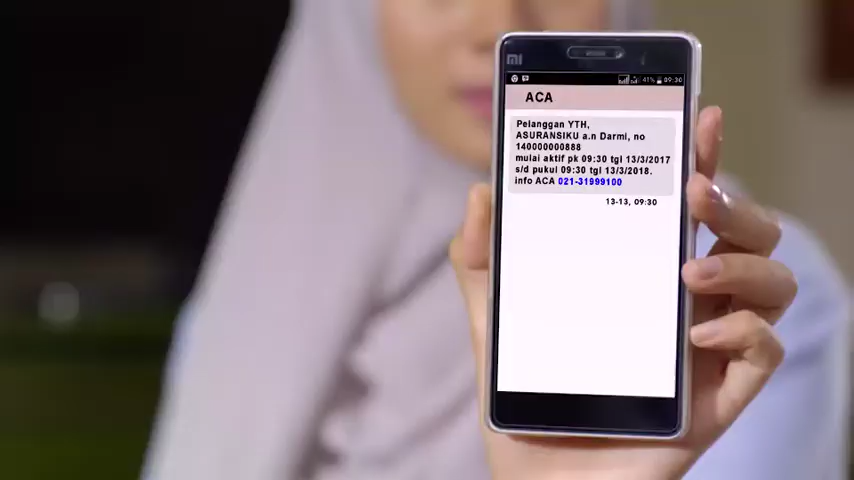 mi
41% 09:30
ACA
Pelanggan YTH,
ASURANSIKU a.n Darmi, no
140000000888
mulai aktif pk 09:30 tgl 13/3/2017
s/d pukul 09:30 tgl 13/3/2018.
info ACA 021-31999100
13-13, 09:30